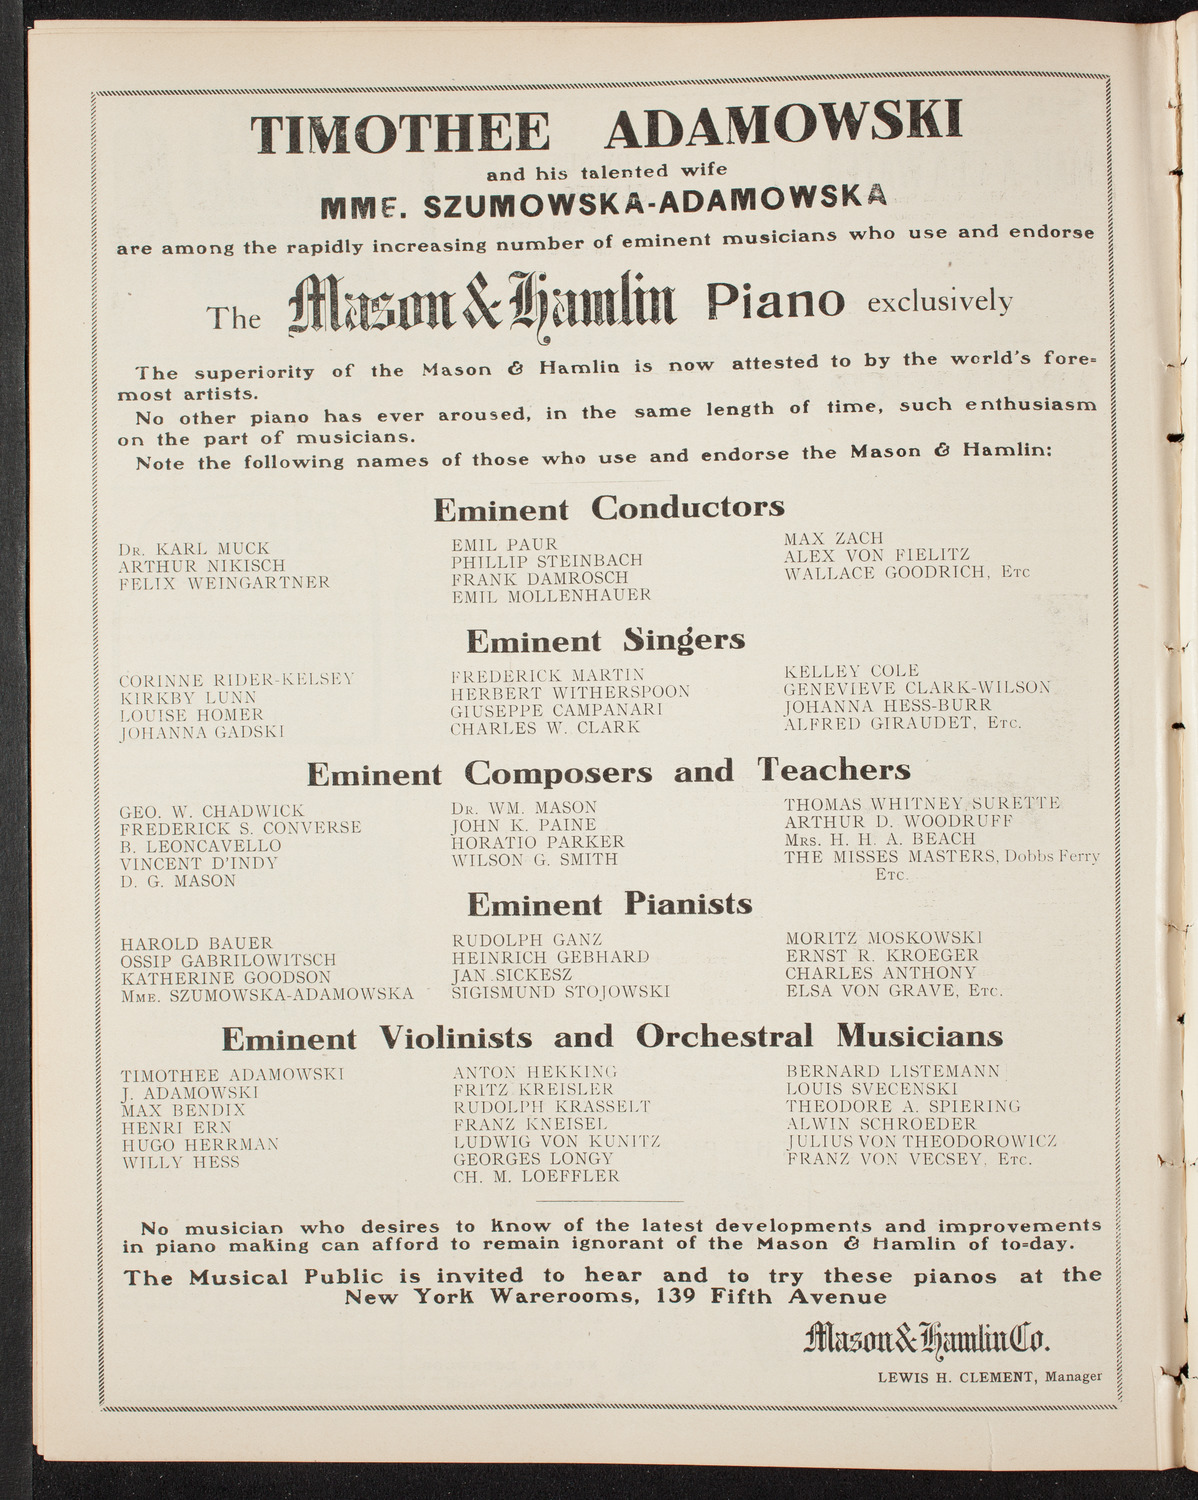 TIMOTHEE ADAMOWSKI
and his talented wife
MME. SZUMOWSKA-ADAMOWSKA
are among the rapidly increasing number of eminent musicians who use and endorse
The Mason & Hamlin Piano exclusively
The superiority of the Mason & Hamlin is now attested to by the world's fore=
most artists.
No other piano has ever aroused, in the same length of time, such enthusiasm
on the part of musicians.
Note the following names of those who use and endorse the Mason & Hamlin:
Eminent Conductors
DR. KARL MUCK
ARTHUR NIKISCH
FELIX WEINGARTNER
EMIL PAUR
PHILLIP STEINBACH
FRANK DAMROSCH
EMIL MOLLENHAUER
MAX ZACH
ALEX VON FIELITZ
WALLACE GOODRICH, ETC
Eminent Singers
CORINNE RIDER-KELSEY
KIRKBY LUNN
LOUISE HOMER
JOHANNA GADSKI
FREDERICK MARTIN
HERBERT WITHERSPOON
GIUSEPPE CAMPANARI
CHARLES W. CLARK
KELLEY COLE
GENEVIEVE CLARK-WILSON
JOHANNA HESS-BURR
ALFRED GIRAUDET, ETC.
Eminent Composers and Teachers
GEO. W. CHADWICK
FREDERICK S. CONVERSE
B. LEONCAVELLO
VINCENT D'INDY
D. G. MASON
DR. WM. MASON
JOHN K. PAINE
HORATIO PARKER
WILSON G. SMITH
THOMAS WHITNEY SURETTE
ARTHUR D. WOODRUFF
MRS. H. H. A. BEACH
THE MISSES MASTERS, Dobbs Ferry
ETC.
Eminent Pianists
HAROLD BAUER
OSSIP GABRILOWITSCH
KATHERINE GOODSON
MME. SZUMOWSKA-ADAMOWSKA
RUDOLPH GANZ
HEINRICH GEBHARD
JAN SICKESZ
SIGISMUND STOJOWSKI
MORITZ MOSKOWSKI
ERNST R. KROEGER
CHARLES ANTHONY
ELSA VON GRAVE, ETC.
Eminent Violinists and Orchestral Musicians
TIMOTHEE ADAMOWSKI
J. ADAMOWSKI
MAX BENDIX
HENRI ERN
HUGO HERRMAN
WILLY HESS
ANTON HEKKING
FRITZ KREISLER
RUDOLPH KRASSELT
FRANZ KNEISEL
LUDWIG VON KUNITZ
GEORGES LONGY
CH. M. LOEFFLER
BERNARD LISTEMANN
LOUIS SVECENSKI
THEODORE A. SPIERING
ALWIN SCHROEDER
JULIUS VON THEODOROWICZ
FRANZ VON VECSEY, ETC.
No musician who desires to know of the latest developments and improvements
in piano making can afford to remain ignorant of the Mason & Hamlin of to=day.
The Musical Public is invited to hear and to try these pianos at the
New York Warerooms, 139 Fifth Avenue
Mason & Hamlin Co.
LEWIS H. CLEMENT, Manager